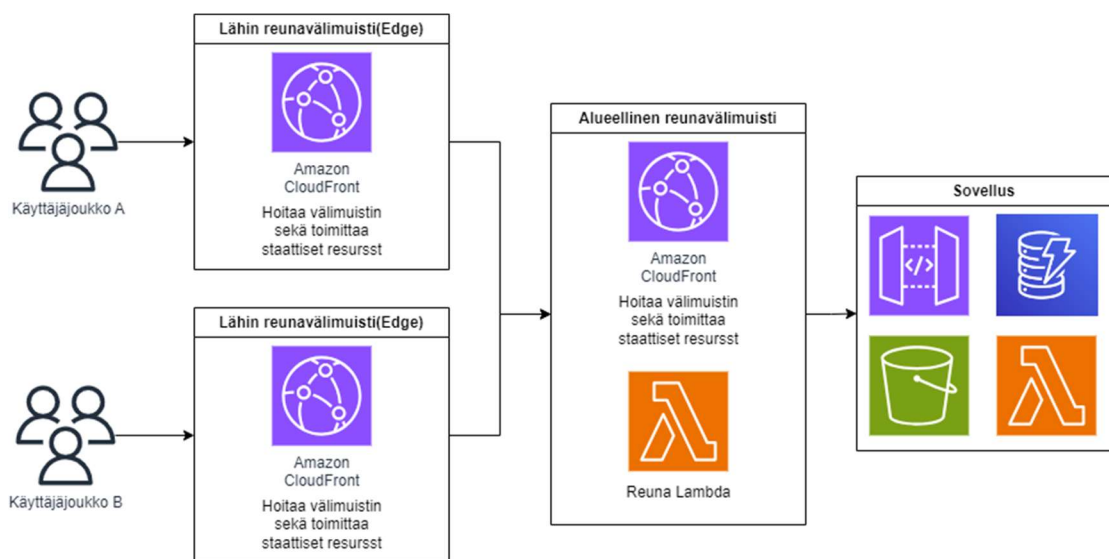 Lähin reunavälimuisti(Edge)
Amazon
CloudFront
Hoitaa välimuistin
sekä toimittaa
staattiset resursst
Käyttäjäjoukko A
Lähin reunavälimuisti(Edge)
Amazon
CloudFront
Hoitaa välimuistin
sekä toimittaa
staattiset resursst
Käyttäjäjoukko B
Alueellinen reunavälimuisti
Amazon
CloudFront
Hoitaa välimuistin
sekä toimittaa
staattiset resursst
Reuna Lambda
Sovellus